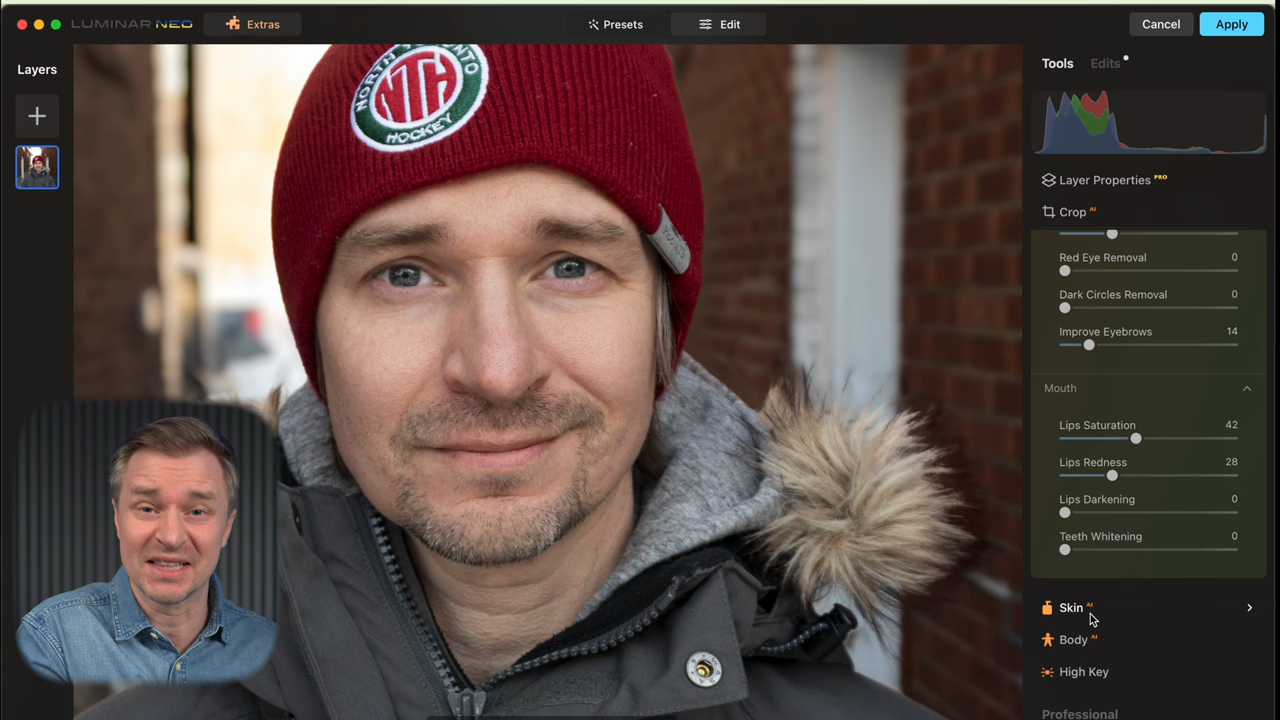 LUMINAR NEO
Extras
Presets
Edit
Cancel
Apply
Layers
Tools
Edits
Layer Properties PRO
Crop AI
Red Eye Removal 0
Dark Circles Removal 0
Improve Eyebrows 14
Mouth
Lips Saturation 42
Lips Redness 28
Lips Darkening 0
Teeth Whitening 0
Skin AI
Body AI
High Key
Professional
NTH
HOCKEY